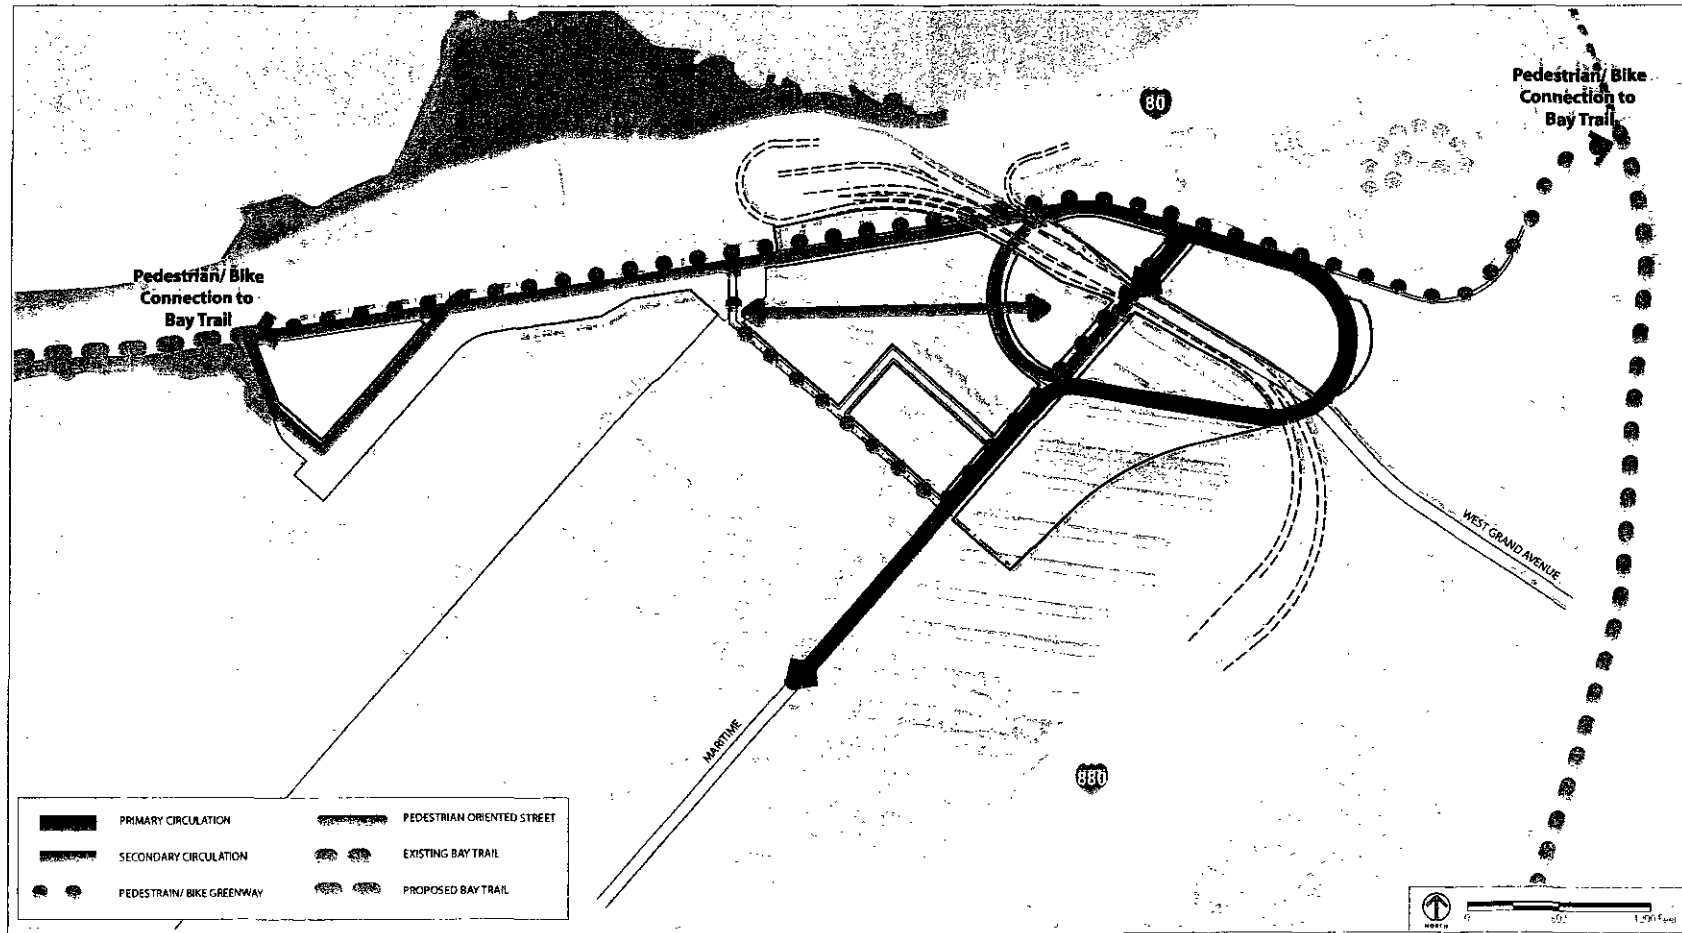 Pedestrian/ Bike
Connection to
Bay Trail
80
Pedestrian/ Bike
Connection to
Bay Trail
WEST GRAND AVENUE
MARITIME
880
PRIMARY CIRCULATION
SECONDARY CIRCULATION
PEDESTRAIN/ BIKE GREENWAY
PEDESTRIAN ORIENTED STREET
EXISTING BAY TRAIL
PROPOSED BAY TRAIL
NORTH
0